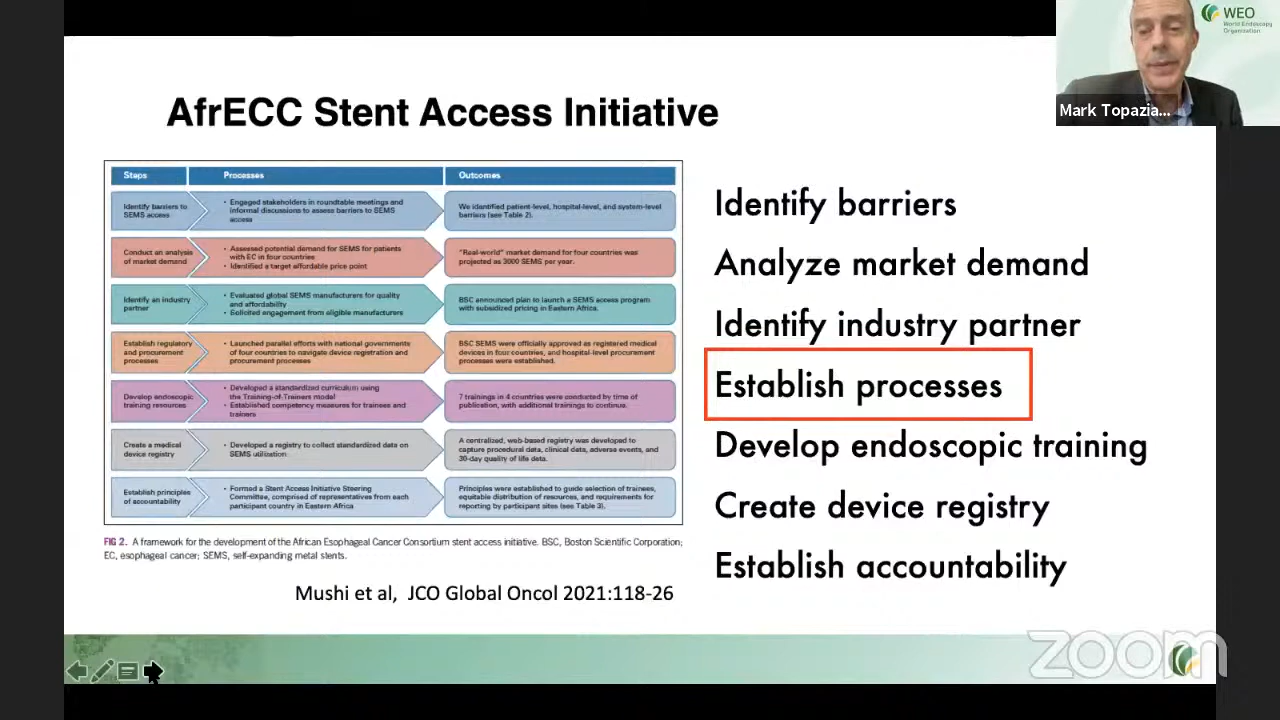 WEO
World Endoscopy
Organisation
Mark Topazia...
AfrECC Stent Access Initiative
Steps
Processes
Outcomes
Identify barriers to
SEMS access
• Engaged stakeholders in roundtable meetings and
informal discussions to assess barriers to SEMS
access
We identified patient-level, hospital-level, and system-level
barriers (see Table 2).
Conduct an analysis
of market demand
• Assessed potential demand for SEMS for patients
with EC in four countries
• Identified a target affordable price point
"Real-world" market demand for four countries was
projected as 3000 SEMS per year.
Identify an industry
partner
• Evaluated global SEMS manufacturers for quality
and affordability
• Solicited engagement from eligible manufacturers
BSC announced plan to launch a SEMS access program
with subsidized pricing in Eastern Africa.
Establish regulatory
and procurement
processes
• Launched parallel efforts with national governments
of four countries to navigate device registration and
procurement processes
BSC SEMS were officially approved as registered medical
devices in four countries, and hospital-level procurement
processes were established.
Develop endoscopic
training resources
• Developed a standardized curriculum using
the Training-of-Trainers model
• Established competency measures for trainees and
trainers
7 trainings in 4 countries were conducted by time of
publication, with additional trainings to continue.
Create a medical
device registry
• Developed a registry to collect standardized data on
SEMS utilization
A centralized, web-based registry was developed to
capture procedural data, clinical data, adverse events, and
30-day quality of life data.
Establish principles
of accountability
• Formed a Stent Access Initiative Steering
Committee, comprised of representatives from each
participant country in Eastern Africa
Principles were established to guide selection of trainees,
equitable distribution of resources, and requirements for
reporting by participant sites (see Table 3).
FIG 2. A framework for the development of the African Esophageal Cancer Consortium stent access initiative. BSC, Boston Scientific Corporation;
EC, esophageal cancer; SEMS, self-expanding metal stents.
Mushi et al, JCO Global Oncol 2021:118-26
Identify barriers
Analyze market demand
Identify industry partner
Establish processes
Develop endoscopic training
Create device registry
Establish accountability
zoom